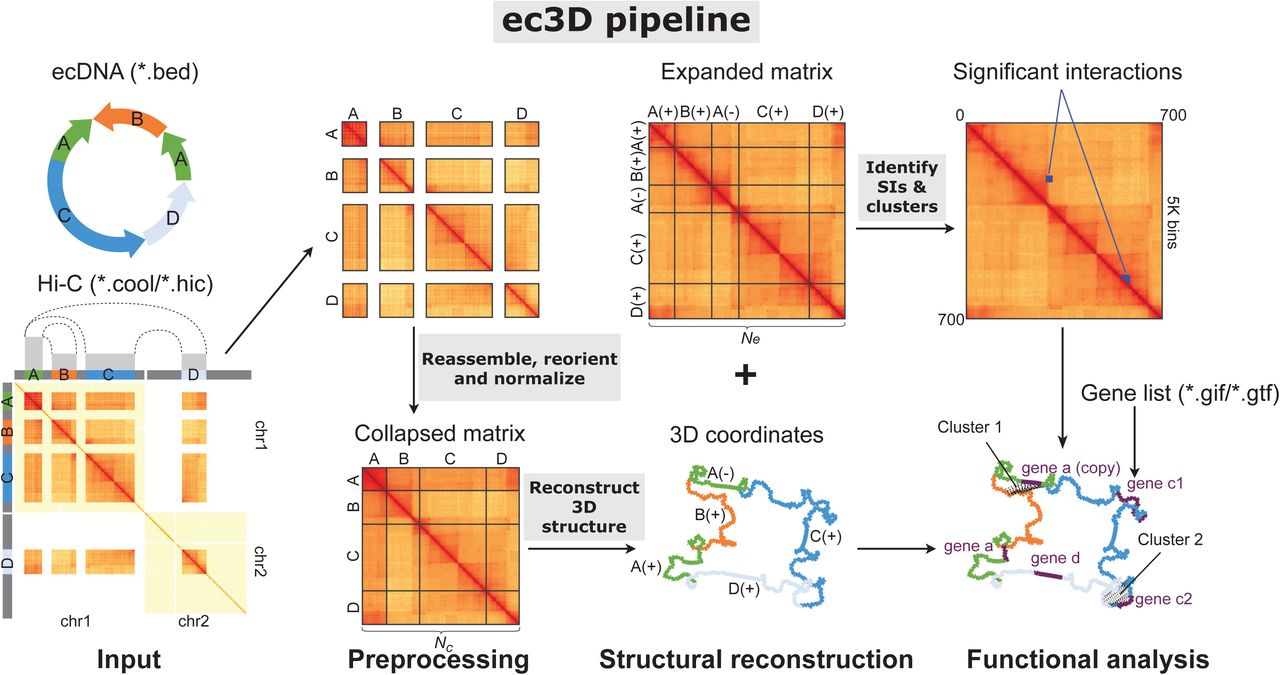 ec3D pipeline
ecDNA (*.bed)
B
A
A
C
D
Hi-C (*.cool/*.hic)
A B C D
A
B
C
D
chr1
chr2
chr1 chr2
Input
A B C D
A
B
C
D
Reassemble, reorient
and normalize
Collapsed matrix
A B C D
A
B
C
D
Nc
Preprocessing
Reconstruct
3D
structure
Expanded matrix
A(+) B(+) A(-) C(+) D(+)
A(+)
B(+)
A(-)
C(+)
D(+)
Ne
+
3D coordinates
A(-)
B(+)
C(+)
A(+)
D(+)
Structural reconstruction
Identify
SIs &
clusters
Significant interactions
0 700
5K bins
700
Gene list (*.gif/*.gtf)
Cluster 1
gene a (copy)
gene c1
Cluster 2
gene a
gene d
gene c2
Functional analysis